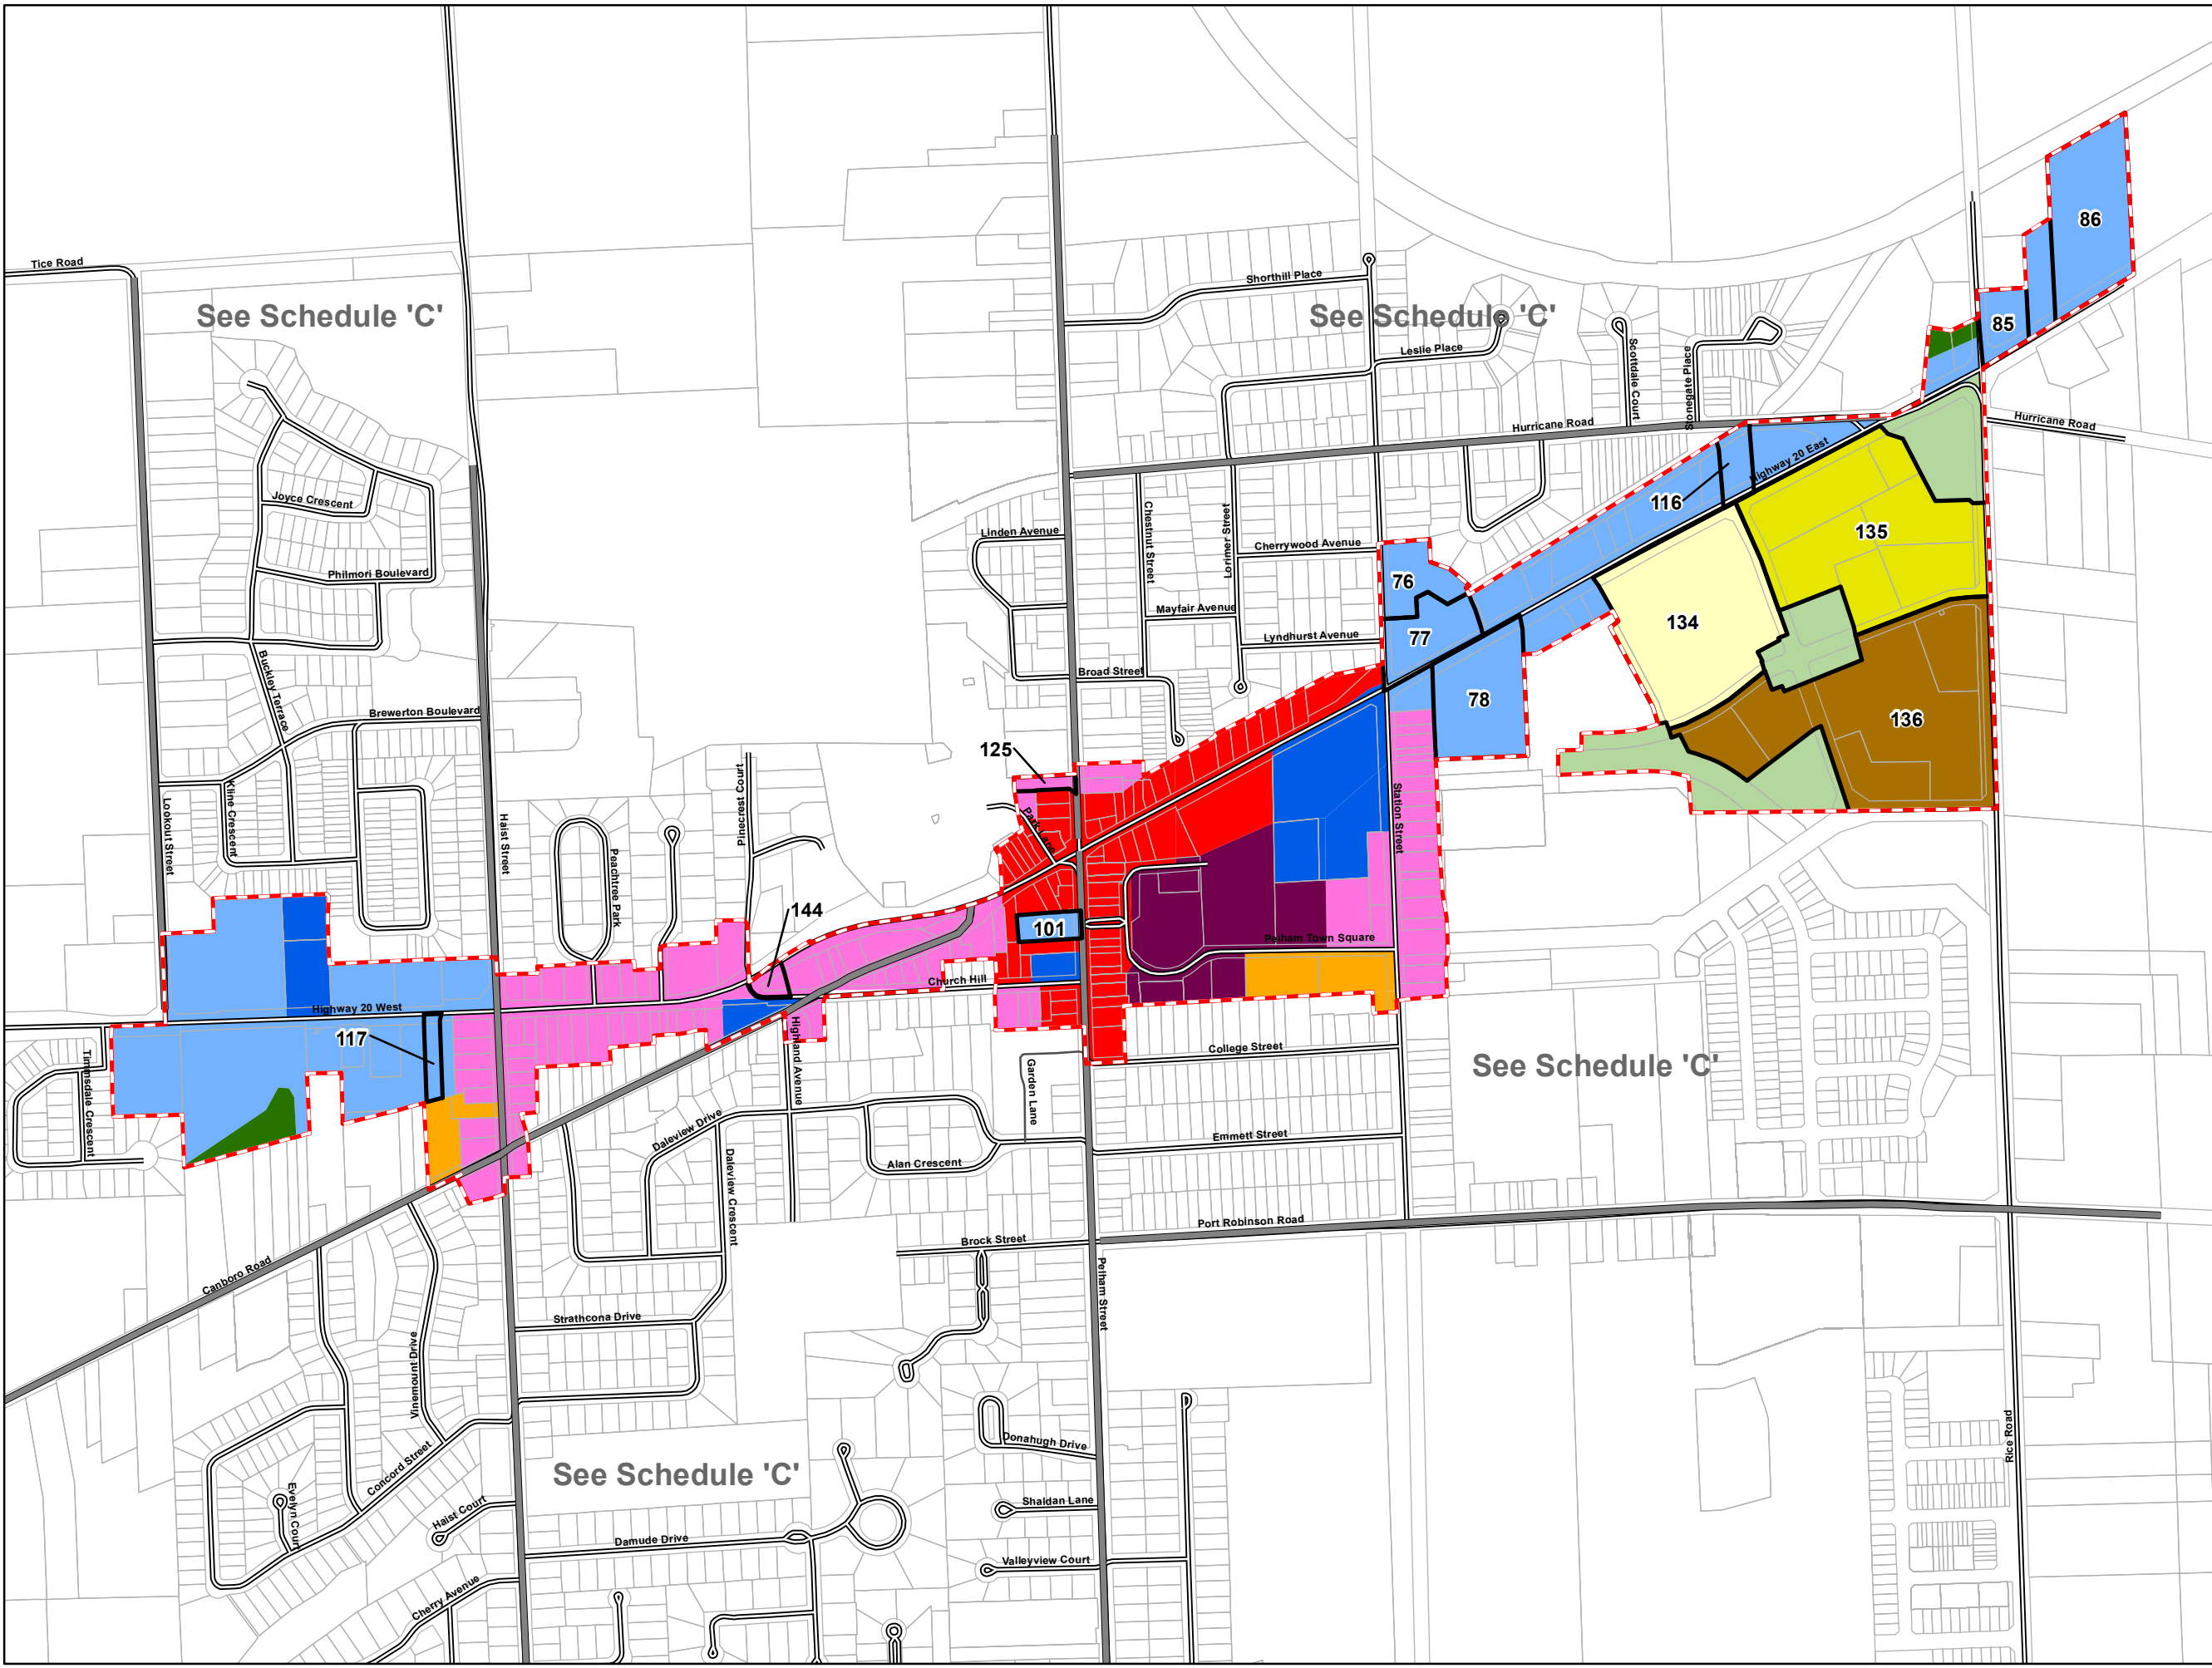 86
Tice Road
Shorthill Place
See Schedule 'C'
See Schedule 'C'
85
Leslie Place
Scottdale Court
Stonegate Place
Hurricane Road
Hurricane Road
Highway 20 East
116
Joyce Crescent
Linden Avenue
Chestnut Street
Lorimer Street
Cherrywood Avenue
135
Philmori Boulevard
76
Mayfair Avenue
134
77
Lyndhurst Avenue
Buckley Terrace
Broad Street
78
Brewerton Boulevard
136
125
Pinecrest Court
Kline Crescent
Lookout Street
Haist Street
Peachtree Park
Park Lane
Station Street
144
101
Pelham Town Square
Church Hill
Highway 20 West
117
Highland Avenue
College Street
See Schedule 'C'
Timmsdale Crescent
Garden Lane
Daleview Drive
Emmett Street
Alan Crescent
Daleview Crescent
Port Robinson Road
Brock Street
Canboro Road
Pelham Street
Strathcona Drive
Vinemount Drive
Donahugh Drive
Rice Road
Concord Street
See Schedule 'C'
Evelyn Court
Haist Court
Shaldan Lane
Damude Drive
Valleyview Court
Cherry Avenue